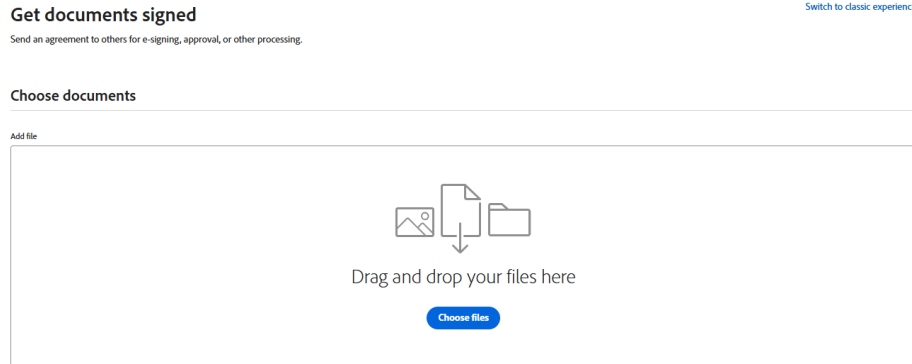 Get documents signed
Switch to classic
Send an agreement to others for e-signing, approval, or other processing.
Choose documents
Add file
Drag and drop your files here
Choose files